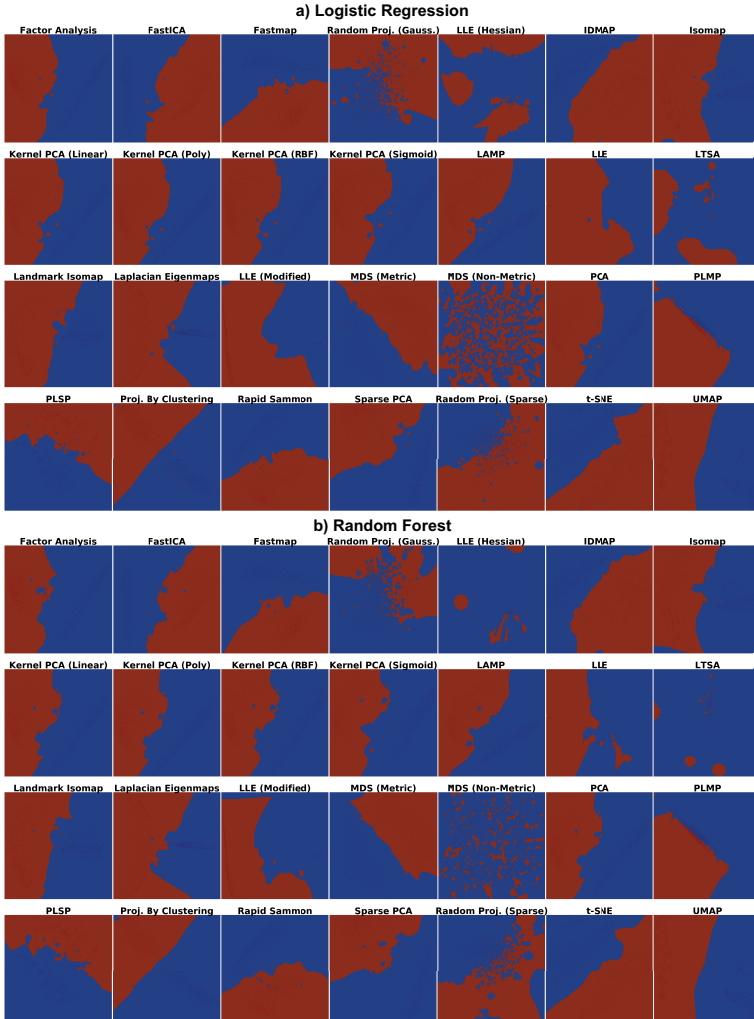 a) Logistic Regression
Factor Analysis FastICA Fastmap Random Proj. (Gauss.) LLE (Hessian) IDMAP Isomap
Kernel PCA (Linear) Kernel PCA (Poly) Kernel PCA (RBF) Kernel PCA (Sigmoid) LAMP LLE LTSA
Landmark Isomap Laplacian Eigenmaps LLE (Modified) MDS (Metric) MDS (Non-Metric) PCA PLMP
PLSP Proj. By Clustering Rapid Sammon Sparse PCA Random Proj. (Sparse) t-SNE UMAP
b) Random Forest
Factor Analysis FastICA Fastmap Random Proj. (Gauss.) LLE (Hessian) IDMAP Isomap
Kernel PCA (Linear) Kernel PCA (Poly) Kernel PCA (RBF) Kernel PCA (Sigmoid) LAMP LLE LTSA
Landmark Isomap Laplacian Eigenmaps LLE (Modified) MDS (Metric) MDS (Non-Metric) PCA PLMP
PLSP Proj. By Clustering Rapid Sammon Sparse PCA Random Proj. (Sparse) t-SNE UMAP